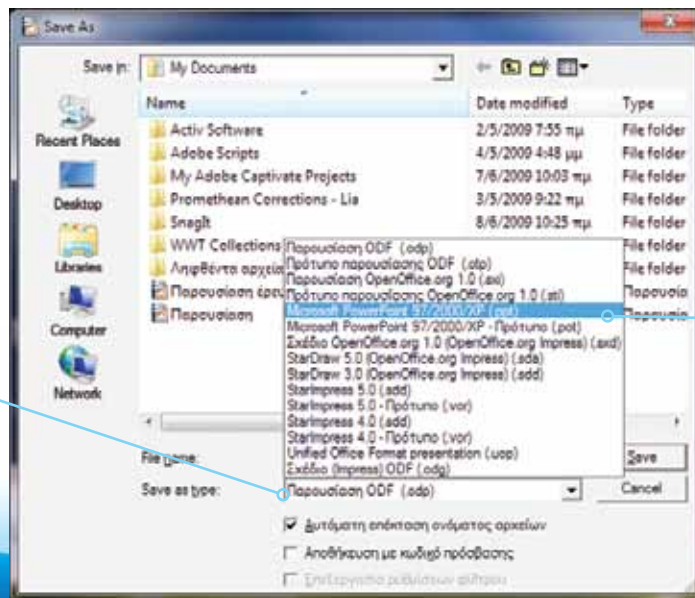 Save As
Save in: My Documents
Name Date modified Type
Recent Places
Desktop
Libraries
Computer
Network
Activ Software 2/5/2009 7:55 πμ File folder
Adobe Scripts 4/5/2009 4:48 μμ File folder
My Adobe Captivate Projects 7/6/2009 10:03 πμ File folder
Promethean Corrections - Lia 3/5/2009 9:22 πμ File folder
SnagIt 8/6/2009 10:25 πμ File folder
WWT Collections File folder
Ληφθέντα αρχεία File folder
Παρουσίαση Παρουσία
Παρουσίαση Παρουσία
Παρουσίαση ODF (.odp)
Πρότυπο παρουσίασης ODF (.otp)
Παρουσίαση OpenOffice.org 1.0 (.sxi)
Πρότυπο παρουσίασης OpenOffice.org 1.0 (.sti)
Microsoft PowerPoint 97/2000/XP (.ppt)
Microsoft PowerPoint 97/2000/XP - Πρότυπο (.pot)
Σχέδιο OpenOffice.org 1.0 (OpenOffice.org Impress) (.sxd)
StarDraw 5.0 (OpenOffice.org Impress) (.sda)
StarDraw 3.0 (OpenOffice.org Impress) (.sdd)
StarImpress 5.0 (.sdd)
StarImpress 5.0 - Πρότυπο (.vor)
StarImpress 4.0 (.sdd)
StarImpress 4.0 - Πρότυπο (.vor)
Unified Office Format presentation (.uop)
Σχέδιο (Impress) ODF (.odg)
File name: Save
Save as type: Παρουσίαση ODF (.odp) Cancel
Αυτόματη επέκταση ονόματος αρχείων
Αποθήκευση με κωδικό πρόσβασης
Επεξεργασία ρυθμίσεων φίλτρου